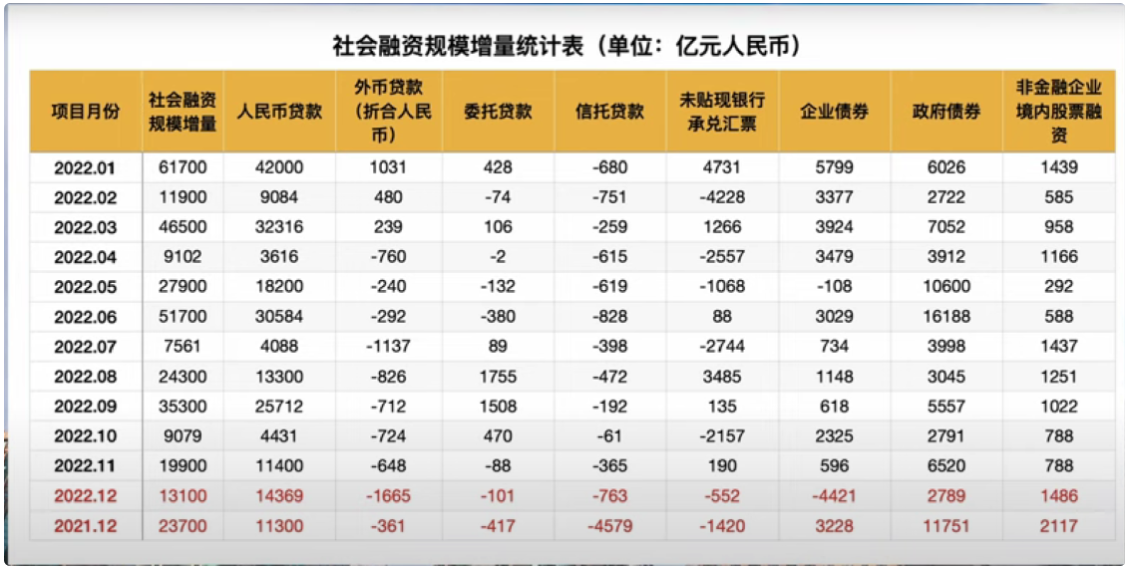 社会融资规模增量统计表（单位：亿元人民币）
项目月份 社会融资规模增量 人民币贷款 外币贷款（折合人民币） 委托贷款 信托贷款 未贴现银行承兑汇票 企业债券 政府债券 非金融企业境内股票融资
2022.01 61700 42000 1031 428 -680 4731 5799 6026 1439
2022.02 11900 9084 480 -74 -751 -4228 3377 2722 585
2022.03 46500 32316 239 106 -259 1266 3924 7052 958
2022.04 9102 3616 -760 -2 -615 -2557 3479 3912 1166
2022.05 27900 18200 -240 -132 -619 -1068 -108 10600 292
2022.06 51700 30584 -292 -380 -828 88 3029 16188 588
2022.07 7561 4088 -1137 89 -398 -2744 734 3998 1437
2022.08 24300 13300 -826 1755 -472 3485 1148 3045 1251
2022.09 35300 25712 -712 1508 -192 135 618 5557 1022
2022.10 9079 4431 -724 470 -61 -2157 2325 2791 788
2022.11 19900 11400 -648 -88 -365 190 596 6520 788
2022.12 13100 14369 -1665 -101 -763 -552 -4421 2789 1486
2021.12 23700 11300 -361 -417 -4579 -1420 3228 11751 2117